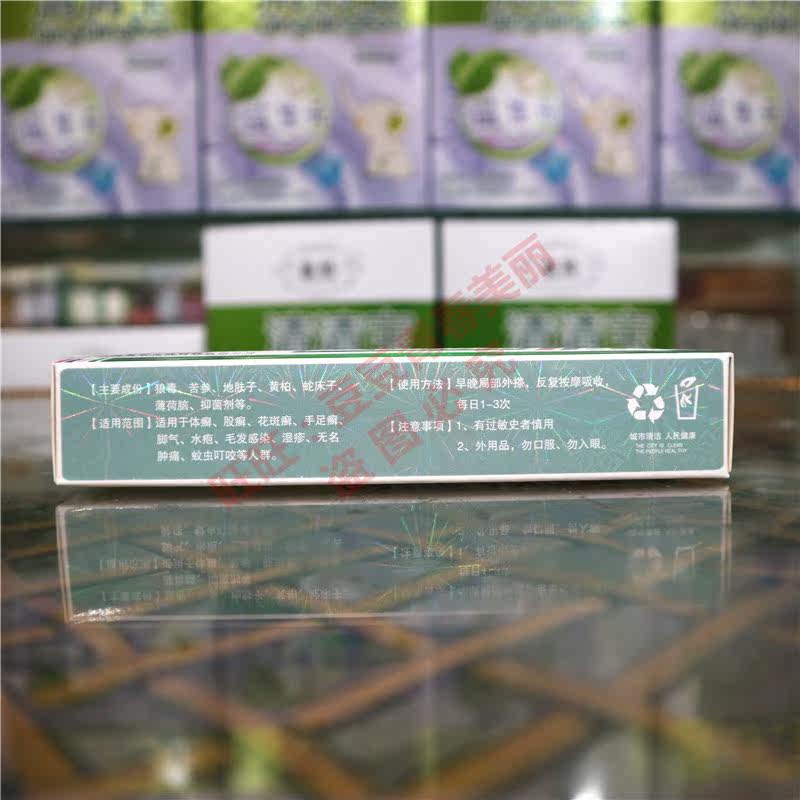 【主要成份】狼毒、苦参、地肤子、黄柏、蛇床子、
薄荷脑、抑菌剂等。
【适用范围】适用于体癣、股癣、花斑癣、手足癣、
脚气、水疱、毛发感染、湿疹、无名
肿痛、蚊虫叮咬等人群。
【使用方法】早晚局部外搽，反复按摩吸收，
每日1-3次
【注意事项】1、有过敏史者慎用
2、外用品，勿口服、勿入眼。
城市清洁 人民健康
THE CITY IS CLEAN
THE PEOPLE HEALTHY
盗图必究